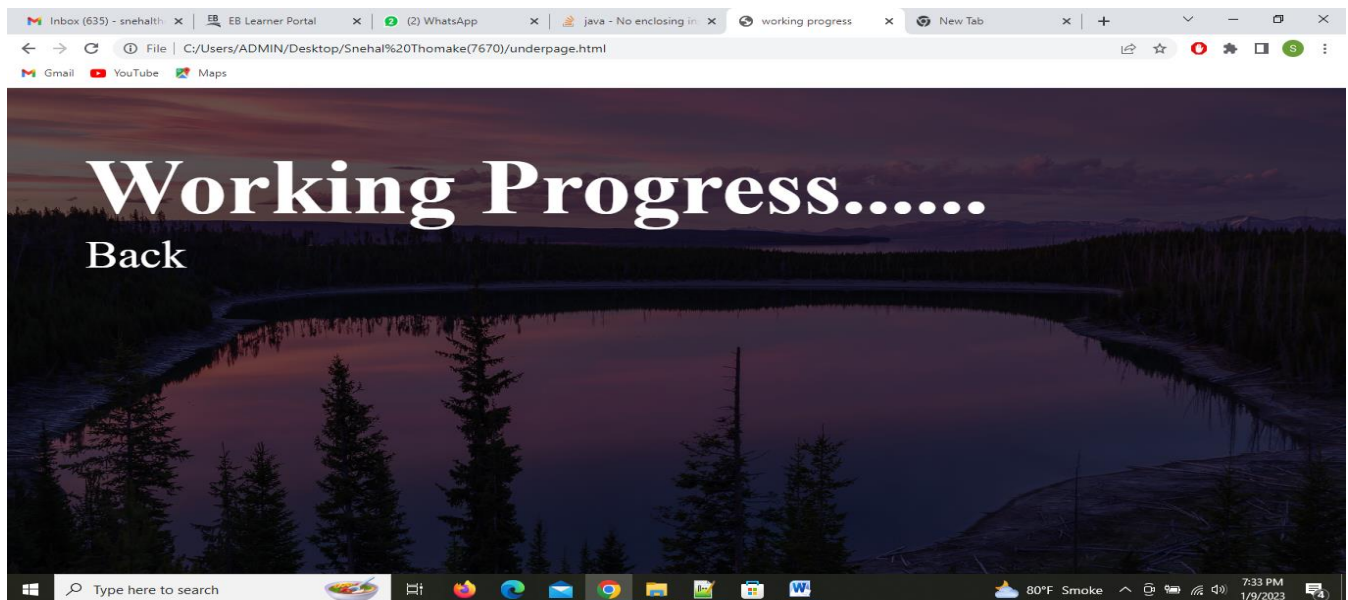 Inbox (635) - snehalth
EB Learner Portal
(2) WhatsApp
java - No enclosing in
working progress
New Tab
File
C:/Users/ADMIN/Desktop/Snehal%20Thomake(7670)/underpage.html
S
Gmail
YouTube
Maps
Working Progress......
Back
Type here to search
80°F Smoke
7:33 PM
1/9/2023